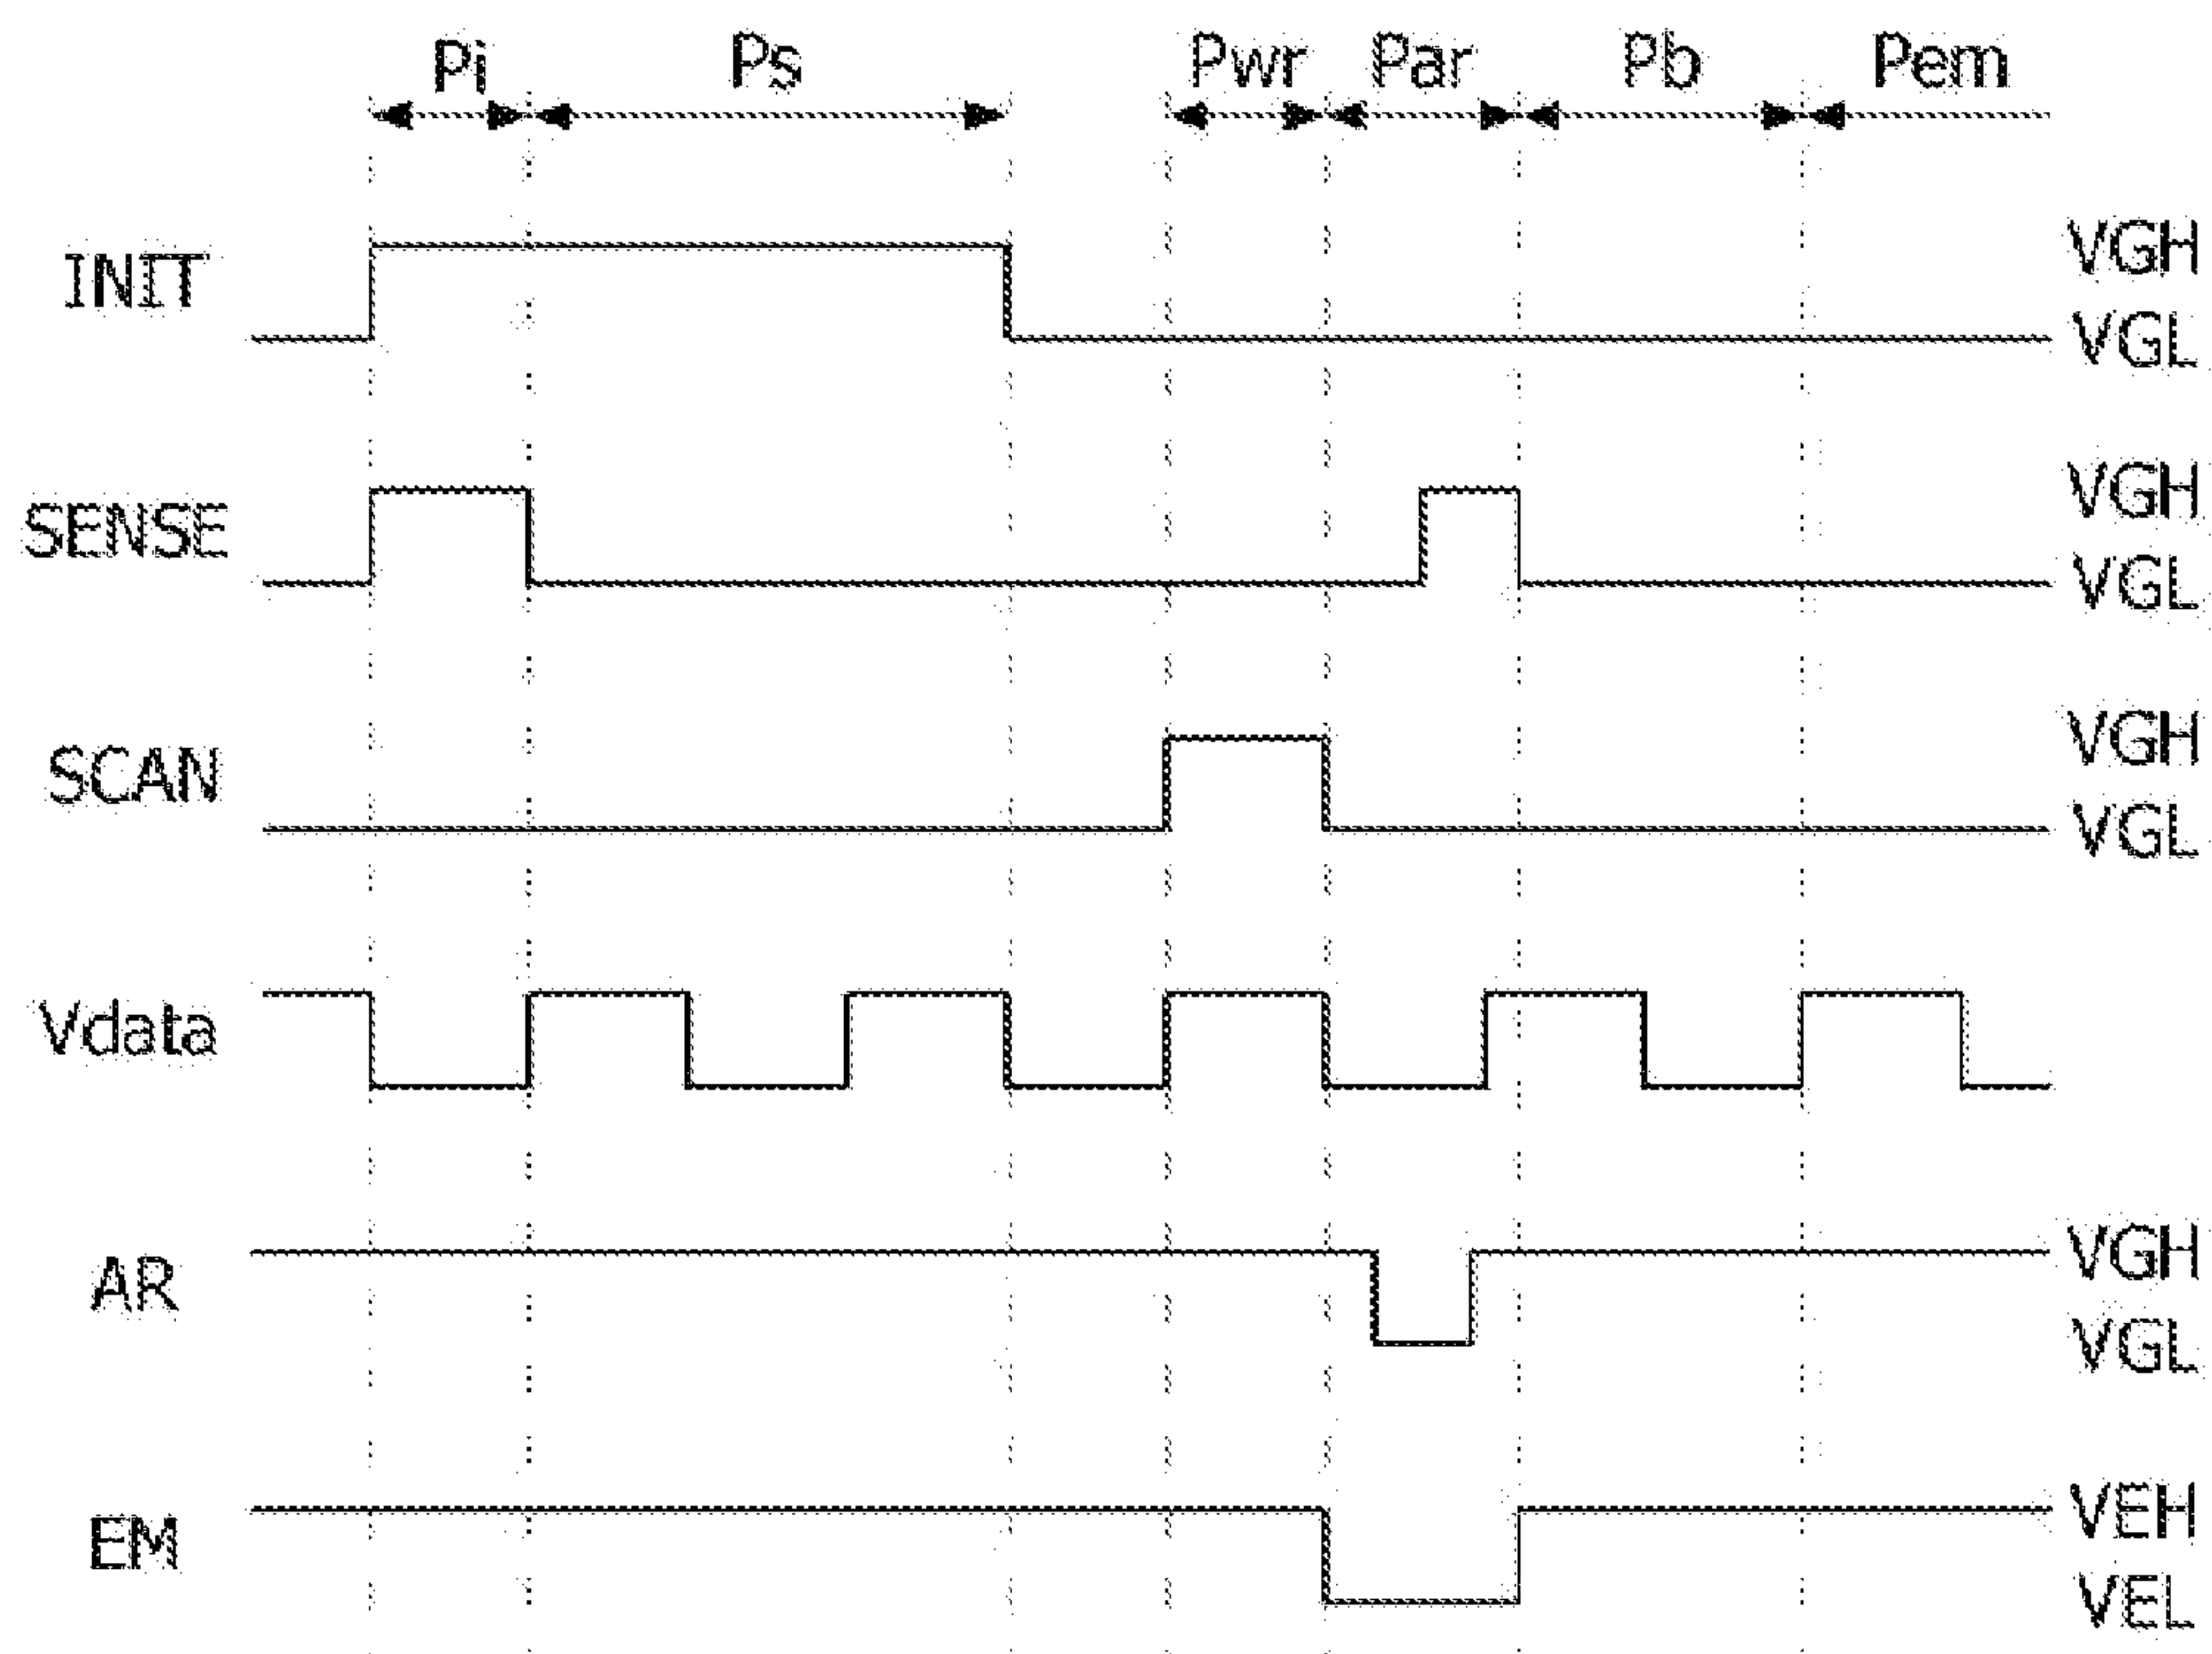 Pi Ps Pwr Par Pb Pem
INIT VGH
VGL
SENSE VGH
VGL
SCAN VGH
VGL
Vdata
AR VGH
VGL
EM VEH
VEL